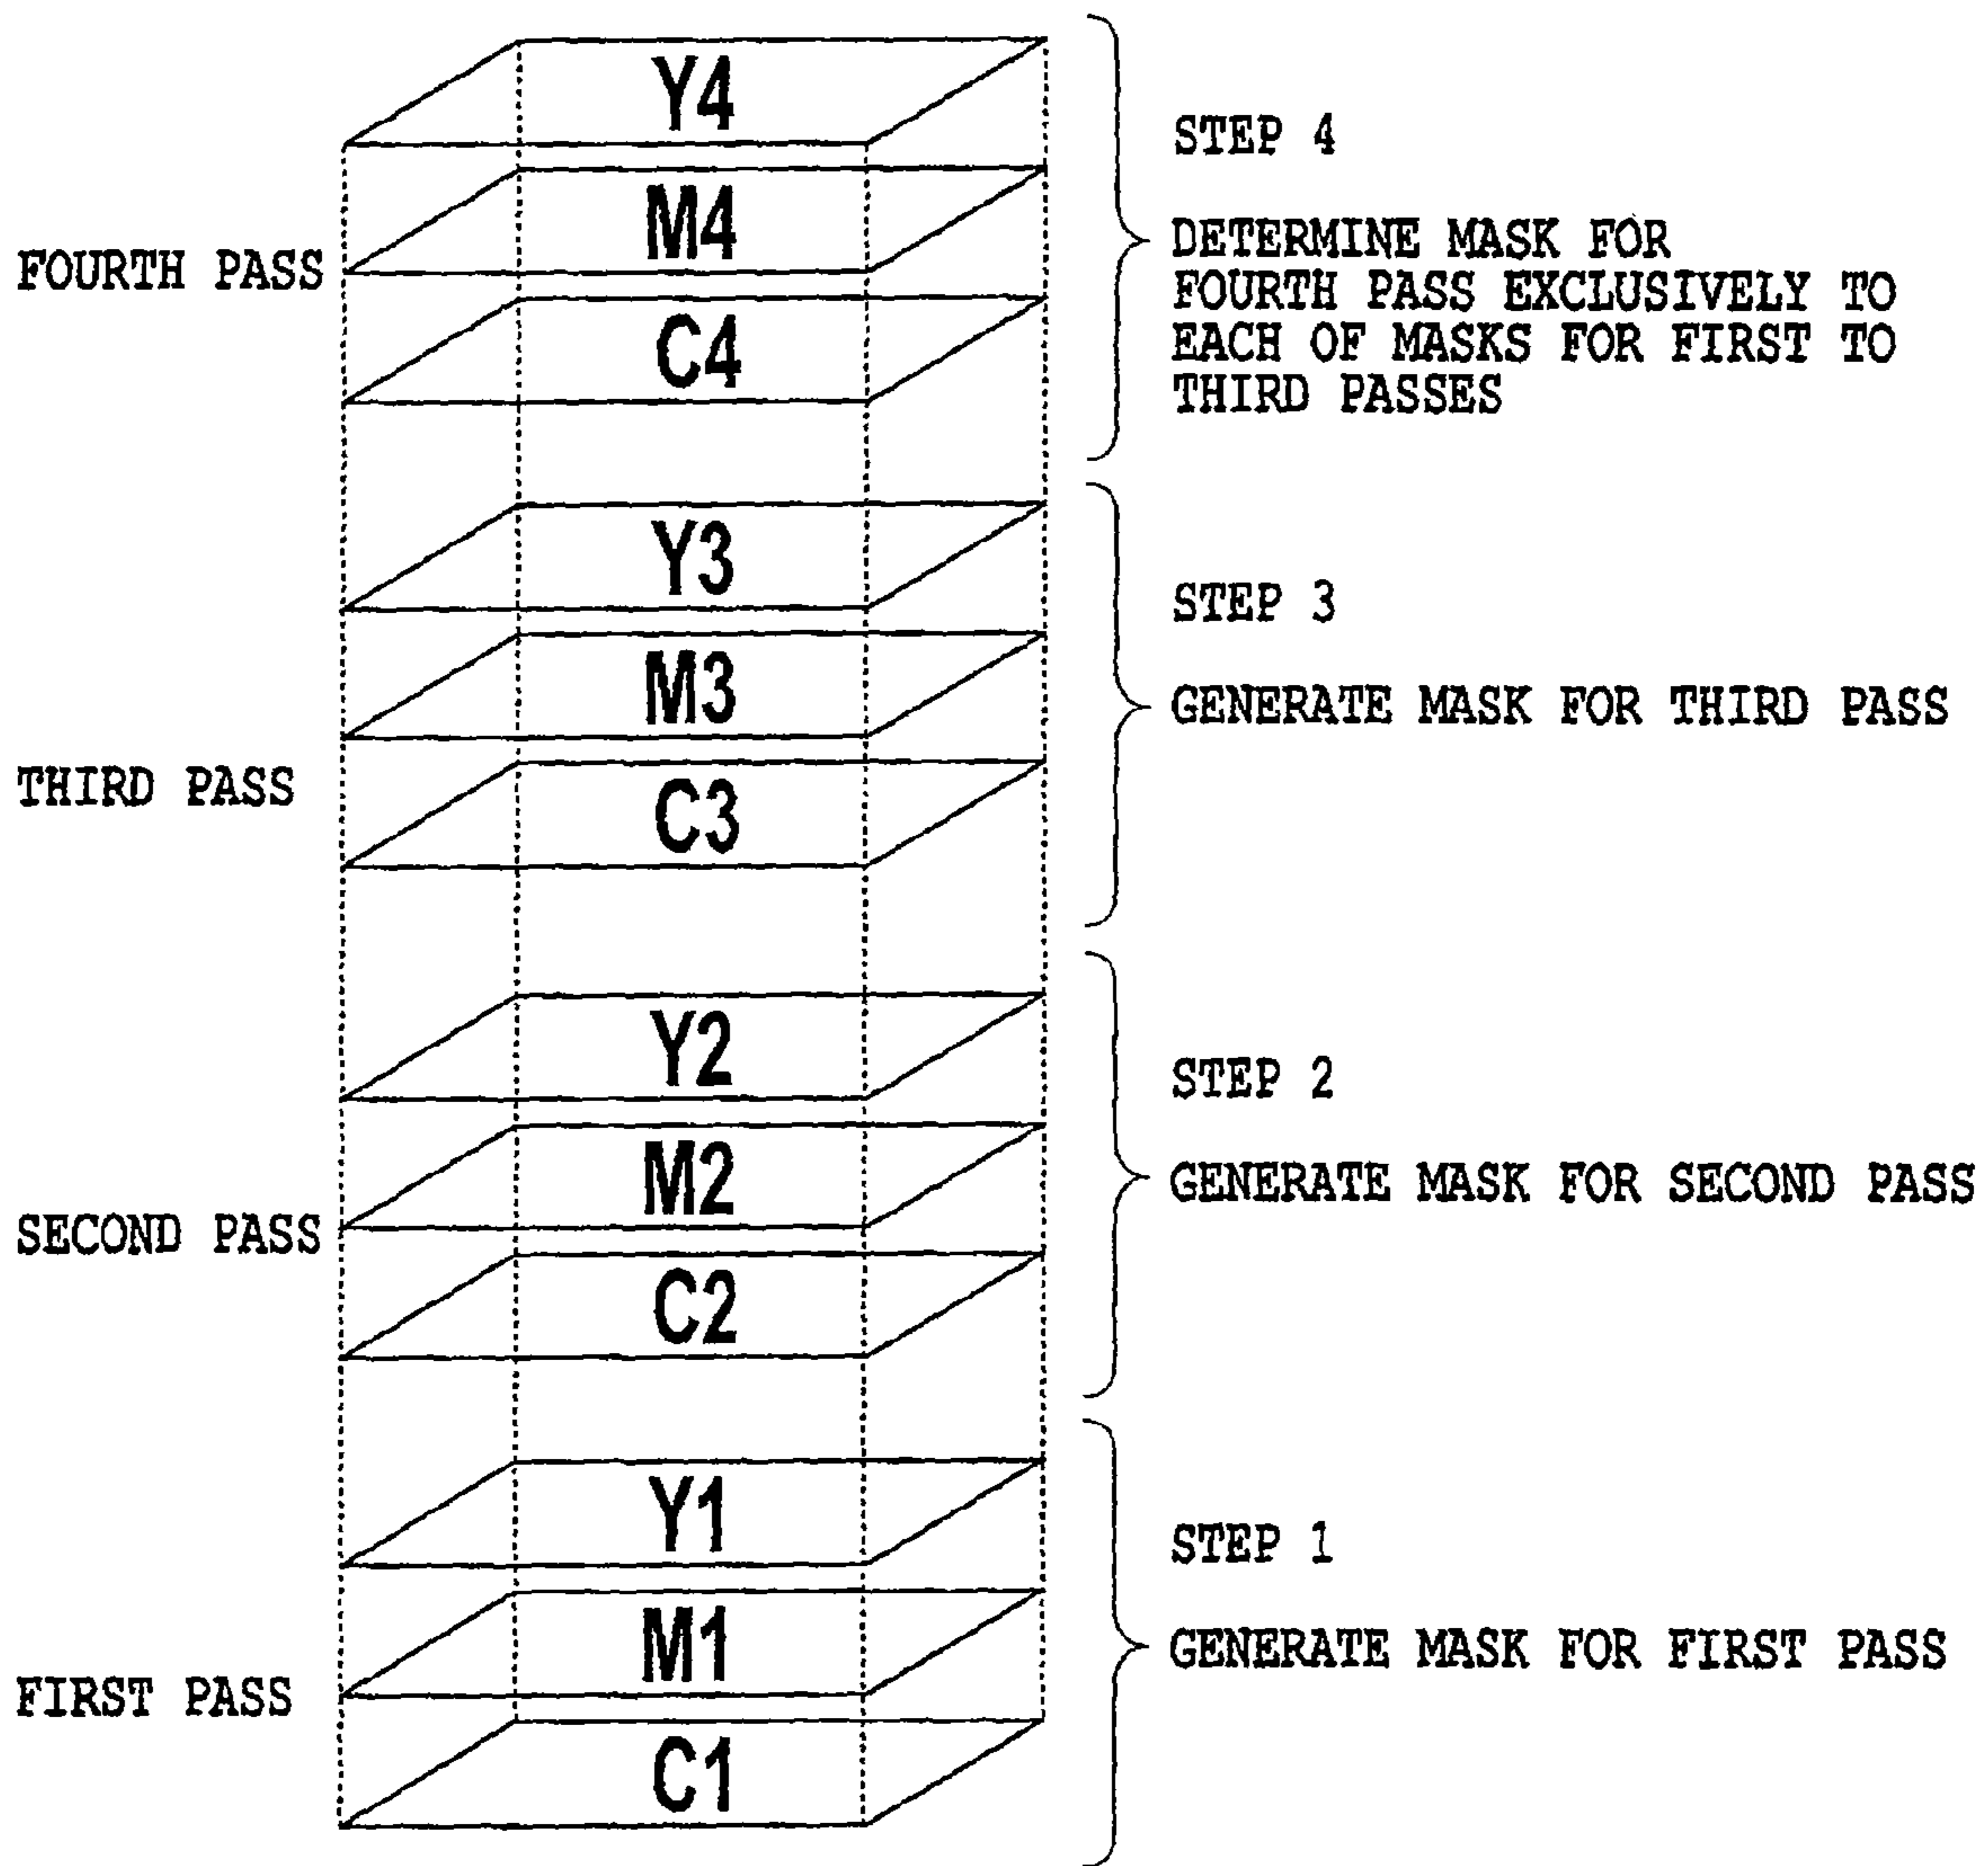 Y4
M4
C4
FOURTH PASS
STEP 4
DETERMINE MASK FOR
FOURTH PASS EXCLUSIVELY TO
EACH OF MASKS FOR FIRST TO
THIRD PASSES
Y3
M3
C3
THIRD PASS
STEP 3
GENERATE MASK FOR THIRD PASS
Y2
M2
C2
SECOND PASS
STEP 2
GENERATE MASK FOR SECOND PASS
Y1
M1
C1
FIRST PASS
STEP 1
GENERATE MASK FOR FIRST PASS